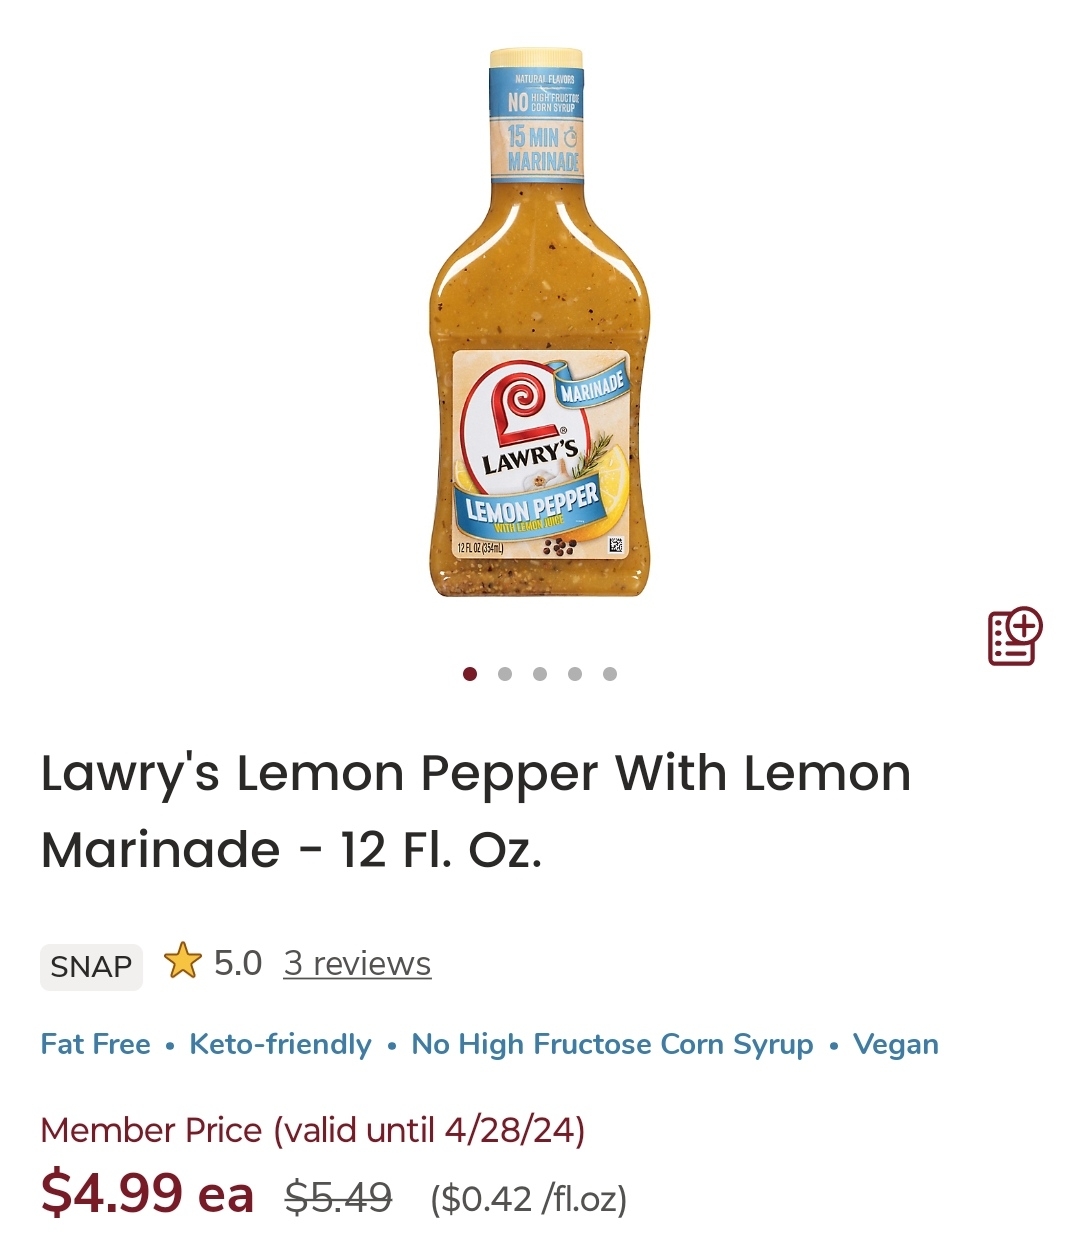 NATURAL FLAVORS
NO HIGH FRUCTOSE
CORN SYRUP
15 MIN
MARINADE
MARINADE
LAWRY'S®
LEMON PEPPER
WITH LEMON JUICE
12 FL OZ (354mL)
Lawry's Lemon Pepper With Lemon
Marinade - 12 Fl. Oz.
SNAP 5.0 3 reviews
Fat Free • Keto-friendly • No High Fructose Corn Syrup • Vegan
Member Price (valid until 4/28/24)
$4.99 ea $5.49 ($0.42 /fl.oz)